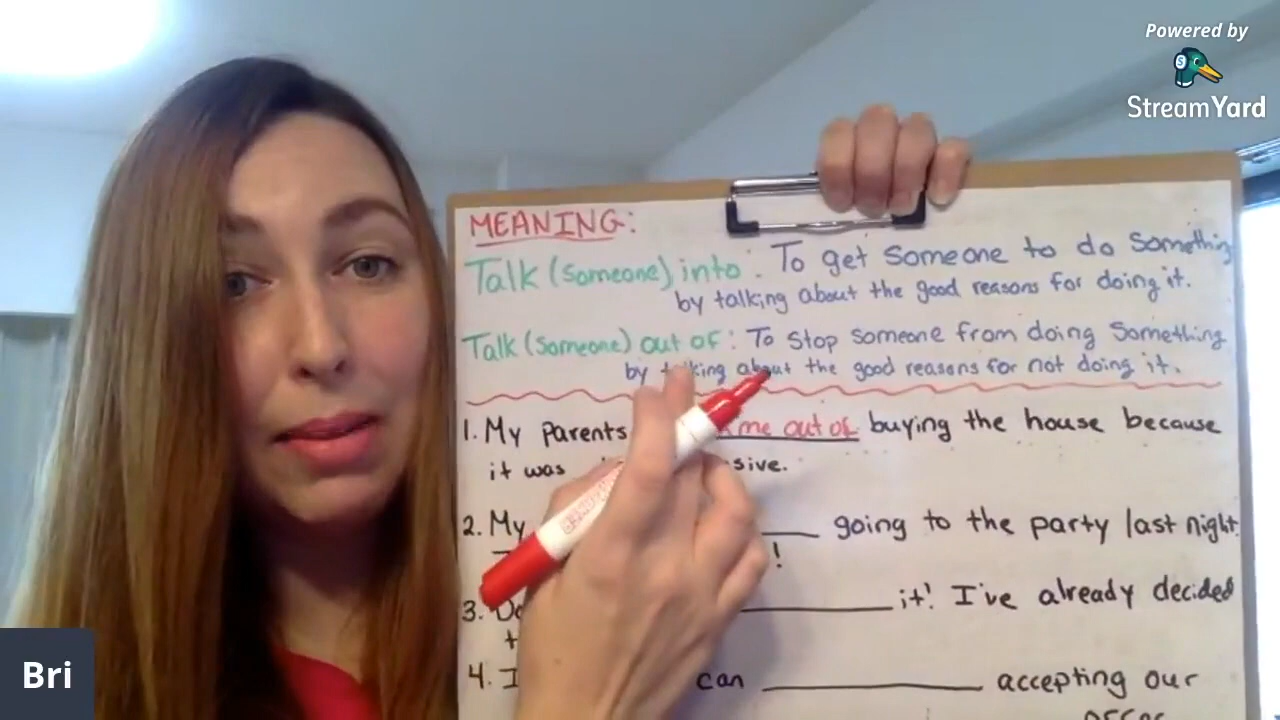 Powered by
StreamYard
MEANING:
Talk (someone) into: To get someone to do something
by talking about the good reasons for doing it.
Talk (someone) out of: To stop someone from doing something
by talking about the good reasons for not doing it.
1. My parents me out of buying the house because
it was sive.
2. My ______ going to the party last night.
!
3. ______ it! I've already decided
4. I can ______ accepting our
Bri